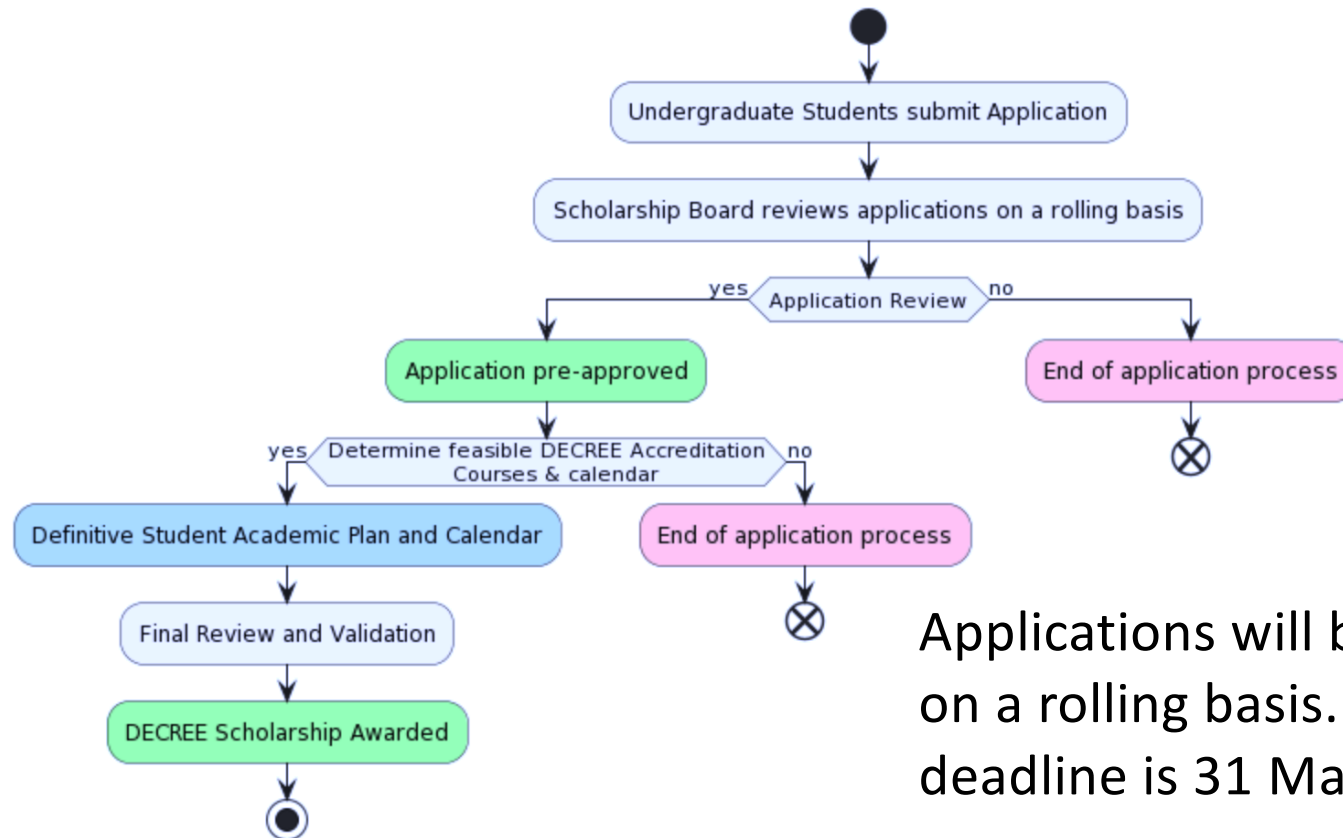 Undergraduate Students submit Application
Scholarship Board reviews applications on a rolling basis
yes
Application Review
no
Application pre-approved
End of application process
yes
Determine feasible DECREE Accreditation
Courses & calendar
no
Definitive Student Academic Plan and Calendar
End of application process
Final Review and Validation
DECREE Scholarship Awarded
Applications will
on a rolling basis.
deadline is 31